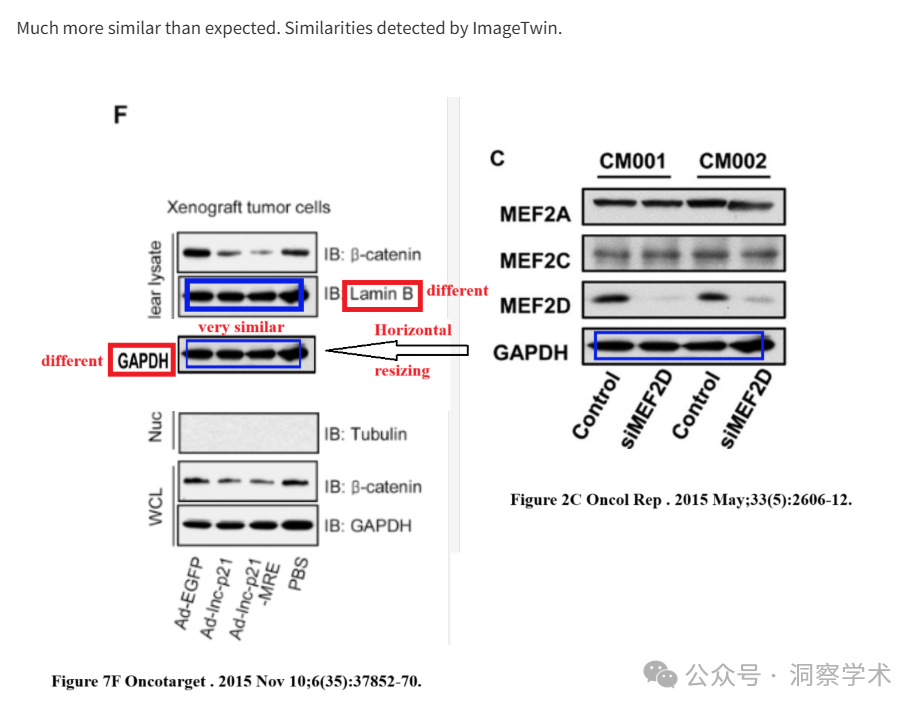 Much more similar than expected. Similarities detected by ImageTwin.
F
Xenograft tumor cells
lear lysate
IB: β-catenin
IB: Lamin B
different
very similar
different
GAPDH
Horizontal
resizing
Nuc
IB: Tubulin
WCL
IB: β-catenin
IB: GAPDH
Ad-EGFP
Ad-lnc-p21
Ad-lnc-p21
-MRE
PBS
Figure 7F Oncotarget . 2015 Nov 10;6(35):37852-70.
C
CM001 CM002
MEF2A
MEF2C
MEF2D
GAPDH
Control
siMEF2D
Control
siMEF2D
Figure 2C Oncol Rep . 2015 May;33(5):2606-12.
公众号 · 洞察学术